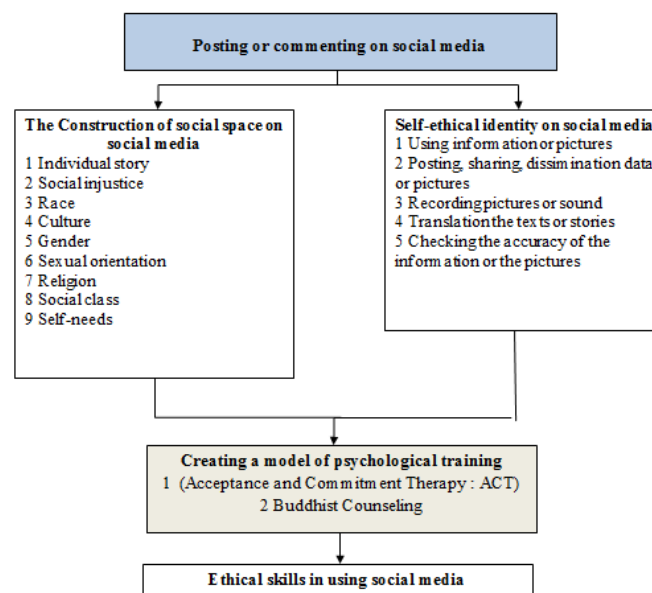 Posting or commenting on social media
The Construction of social space on
social media
1 Individual story
2 Social injustice
3 Race
4 Culture
5 Gender
6 Sexual orientation
7 Religion
8 Social class
9 Self-needs
Self-ethical identity on social media
1 Using information or pictures
2 Posting, sharing, dissemination data
or pictures
3 Recording pictures or sound
4 Translation the texts or stories
5 Checking the accuracy of the
information or the pictures
Creating a model of psychological training
1 (Acceptance and Commitment Therapy : ACT)
2 Buddhist Counseling
Ethical skills in using social media